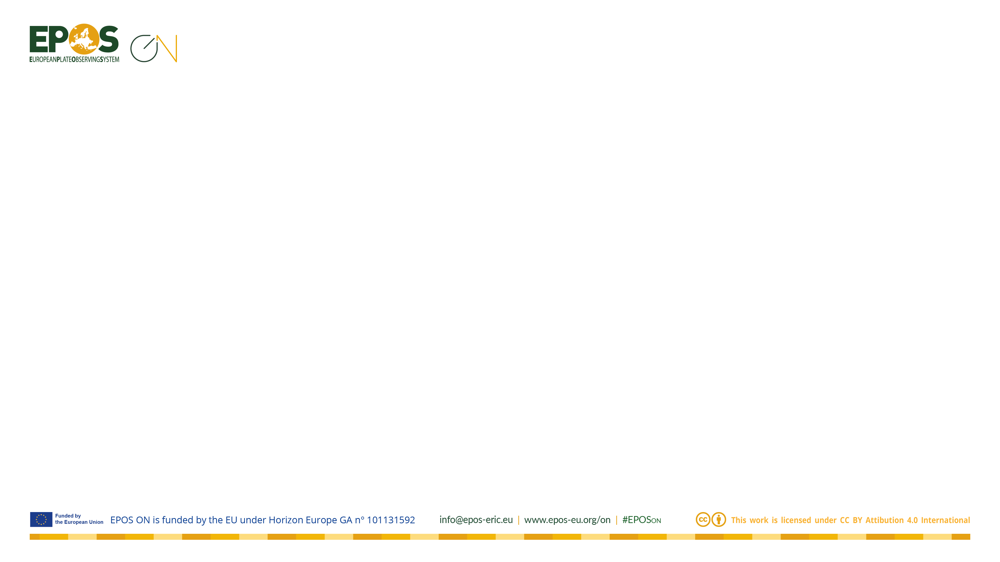 EPOS ON
EUROPEANPLATEOBSERVINGSYSTEM
Funded by
the European Union
EPOS ON is funded by the EU under Horizon Europe GA n° 101131592
info@epos-eric.eu | www.epos-eu.org/on | #EPOSON
cc
This work is licensed under CC BY Attibution 4.0 International